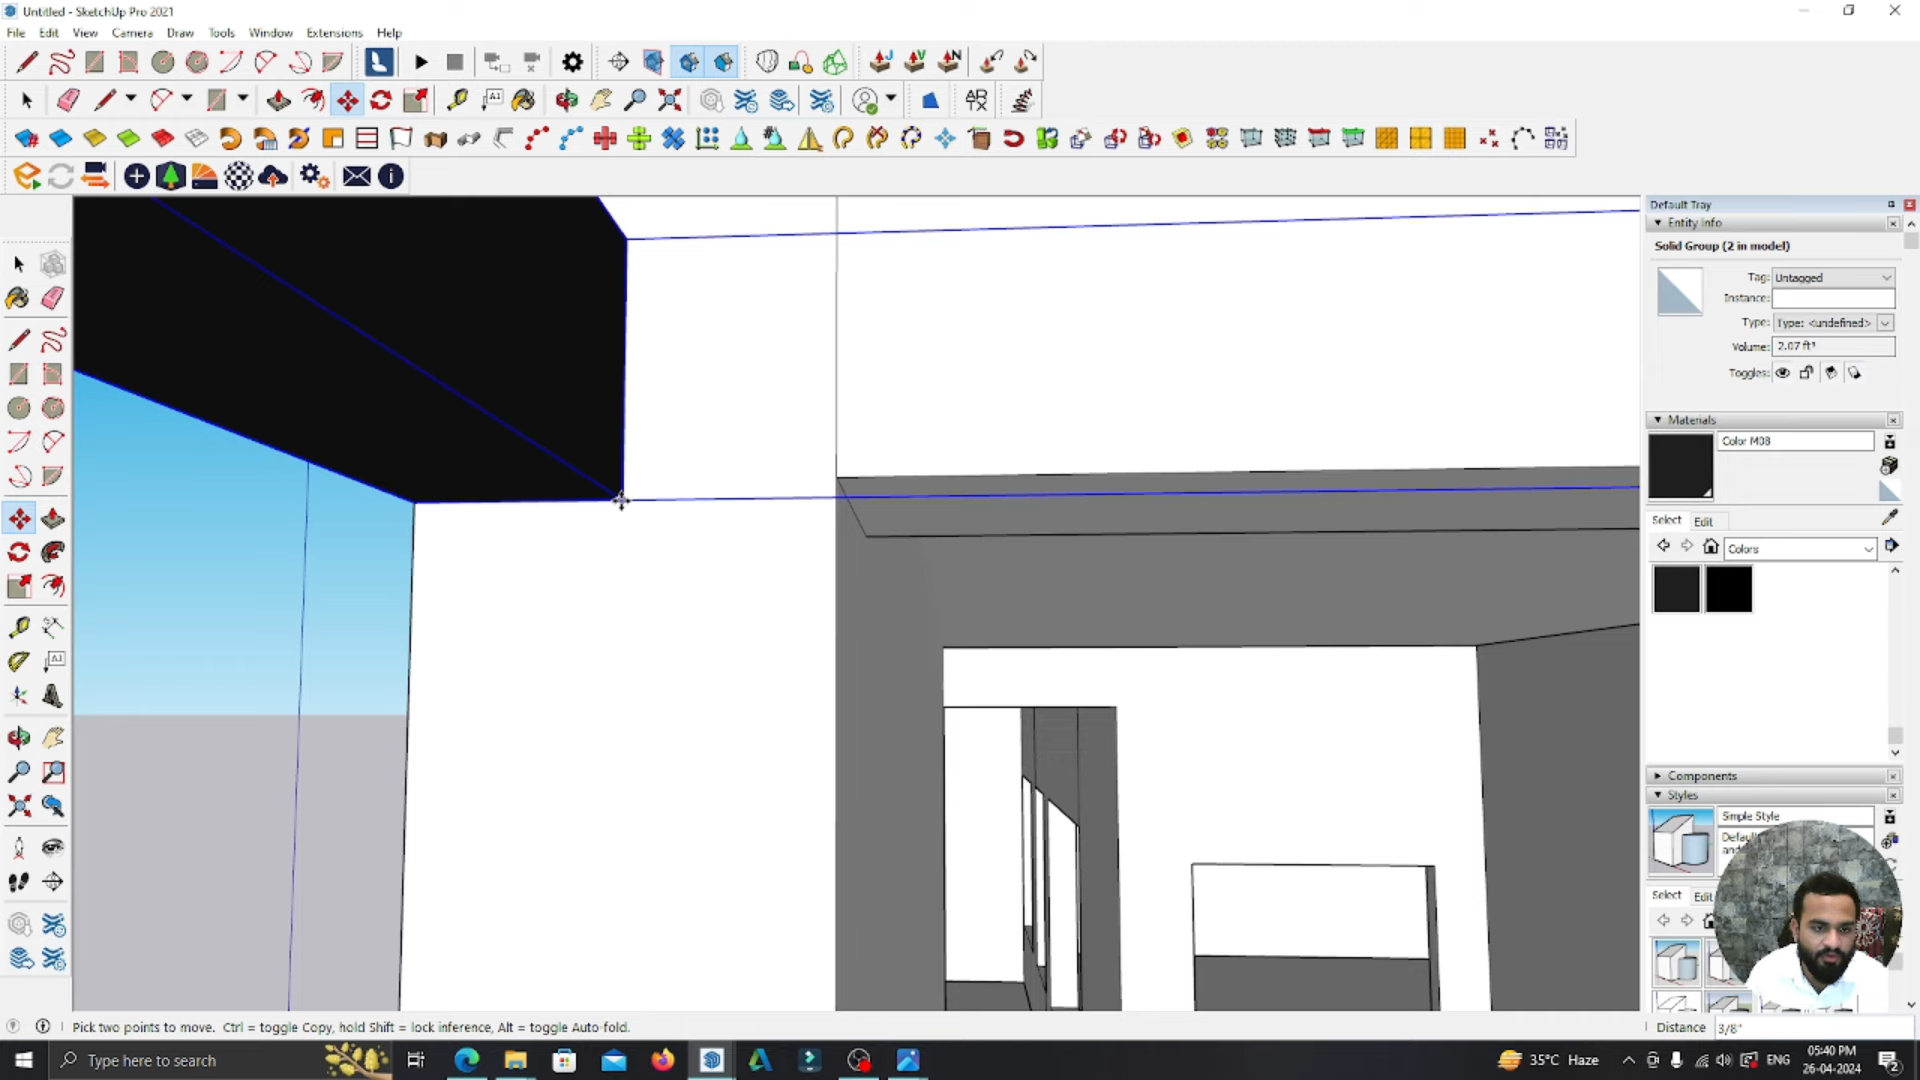 Untitled - SketchUp Pro 2021
File Edit View Camera Draw Tools Window Extensions Help
Default Tray
Entity Info
Solid Group (2 in model)
Tag: Untagged
Instance:
Type: Type: <undefined>
Volume: 2.07 ft³
Toggles:
Materials
Color M08
Select Edit
Colors
Components
Styles
Simple Style
Select Edit
Pick two points to move. Ctrl = toggle Copy, hold Shift = lock inference, Alt = toggle Auto-fold.
Distance 3/8"
Type here to search
35°C Haze
ENG
05:40 PM
26-04-2024
2